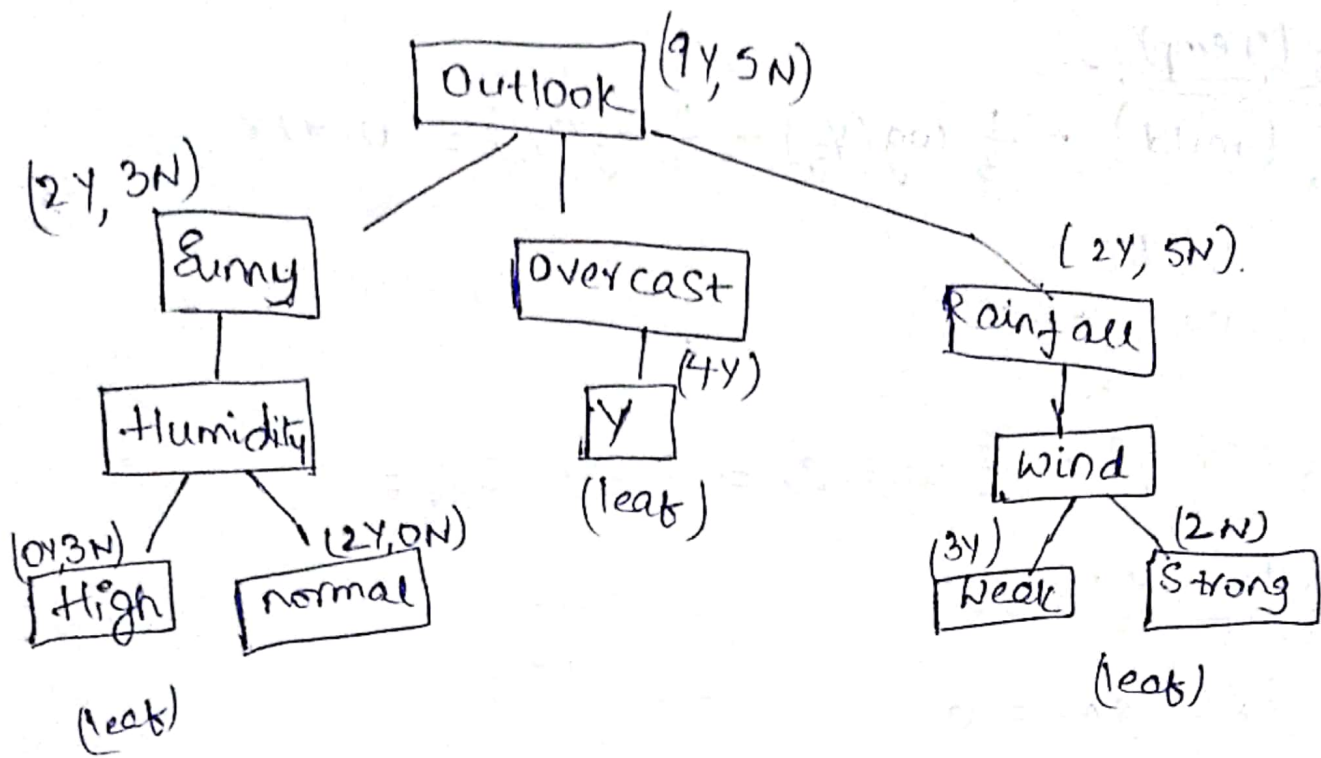 Outlook (9Y, 5N)
(2Y, 3N)
Sunny
Overcast
(2Y, 5N).
Rainfall
Humidity
(4Y)
Y
(leaf)
Wind
(0Y,3N)
(2Y,0N)
(3Y)
(2N)
High
normal
Weak
Strong
(leaf)
(leaf)